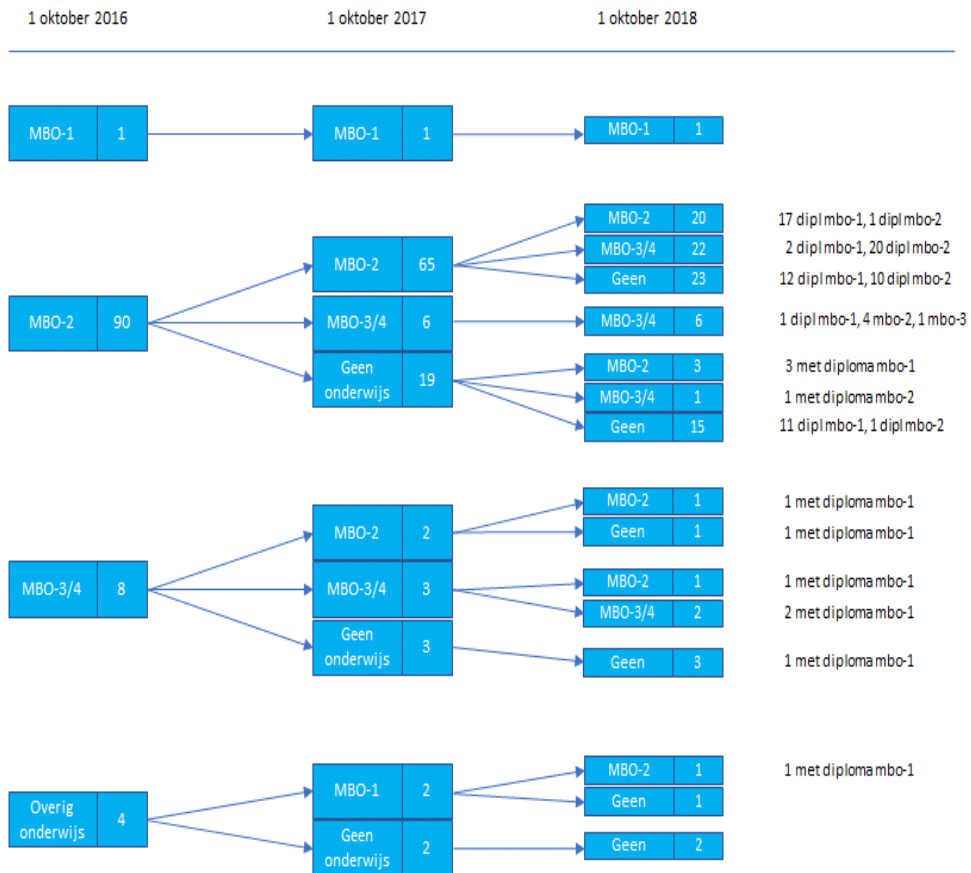 1 oktober 2016 1 oktober 2017 1 oktober 2018
MBO-1 1 MBO-1 1 MBO-1 1
MBO-2 20 17 dipl mbo-1, 1 dipl mbo-2
MBO-2 65 MBO-3/4 22 2 dipl mbo-1, 20 dipl mbo-2
Geen 23 12 dipl mbo-1, 10 dipl mbo-2
MBO-2 90 MBO-3/4 6 MBO-3/4 6 1 dipl mbo-1, 4 mbo-2, 1 mbo-3
MBO-2 3 3 met diploma mbo-1
Geen
onderwijs 19 MBO-3/4 1 1 met diploma mbo-2
Geen 15 11 dipl mbo-1, 1 dipl mbo-2
MBO-2 1 1 met diploma mbo-1
MBO-2 2 Geen 1 1 met diploma mbo-1
MBO-3/4 8 MBO-3/4 3 MBO-2 1 1 met diploma mbo-1
MBO-3/4 2 2 met diploma mbo-1
Geen
onderwijs 3 Geen 3 1 met diploma mbo-1
MBO-2 1 1 met diploma mbo-1
MBO-1 2 Geen 1
Overig
onderwijs 4
Geen
onderwijs 2 Geen 2